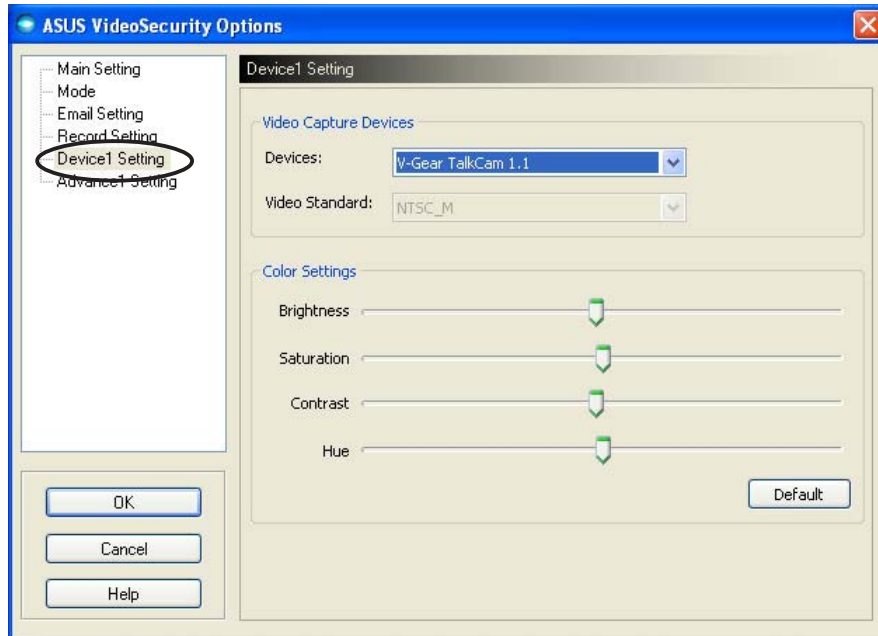 ASUS VideoSecurity Options
Main Setting
Mode
Email Setting
Record Setting
Device1 Setting
Advance1 Setting
OK
Cancel
Help
Device1 Setting
Video Capture Devices
Devices: V-Gear TalkCam 1.1
Video Standard: NTSC_M
Color Settings
Brightness
Saturation
Contrast
Hue
Default